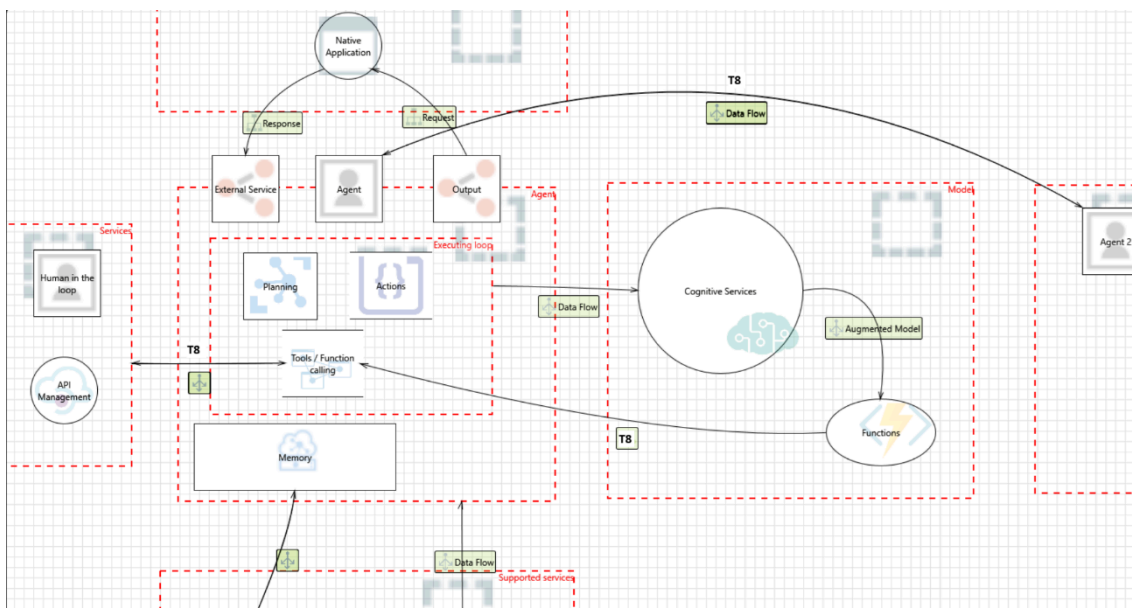 Native
Application
T8
Data Flow
Response
Request
External Service
Agent
Output
Agent
Model
Services
Executing loop
Agent 2
Human in the
loop
Planning
Actions
Cognitive Services
Data Flow
Augmented Model
T8
Tools / Function
calling
API
Management
T8
Functions
Memory
Data Flow
Supported services